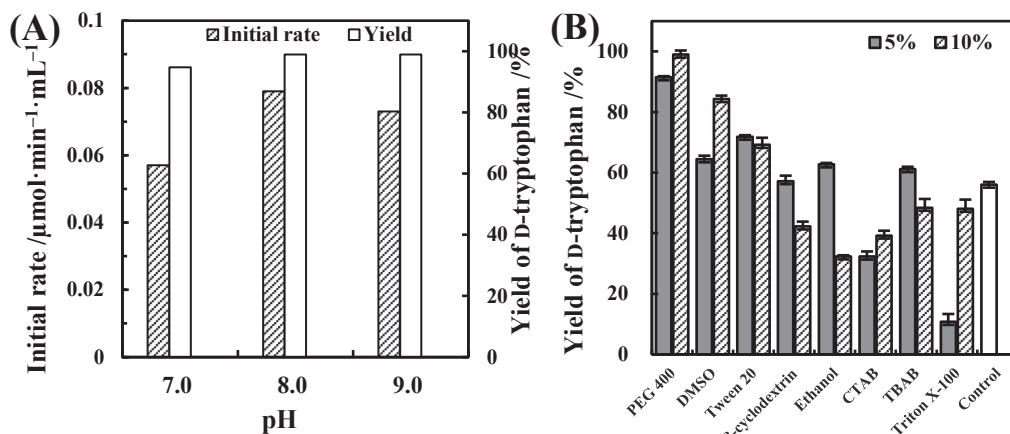 (A)
Initial rate
Yield
Initial rate /μmol·min⁻¹·mL⁻¹
0.1
0.08
0.06
0.04
0.02
0
100
80
60
40
20
0
Yield of D-tryptophan /%
7.0 8.0 9.0
pH
(B)
5% 10%
Yield of D-tryptophan /%
100
80
60
40
20
0
PEG 400
DMSO
Tween 20
-cyclodextrin
Ethanol
CTAB
TBAB
Triton X-100
Control